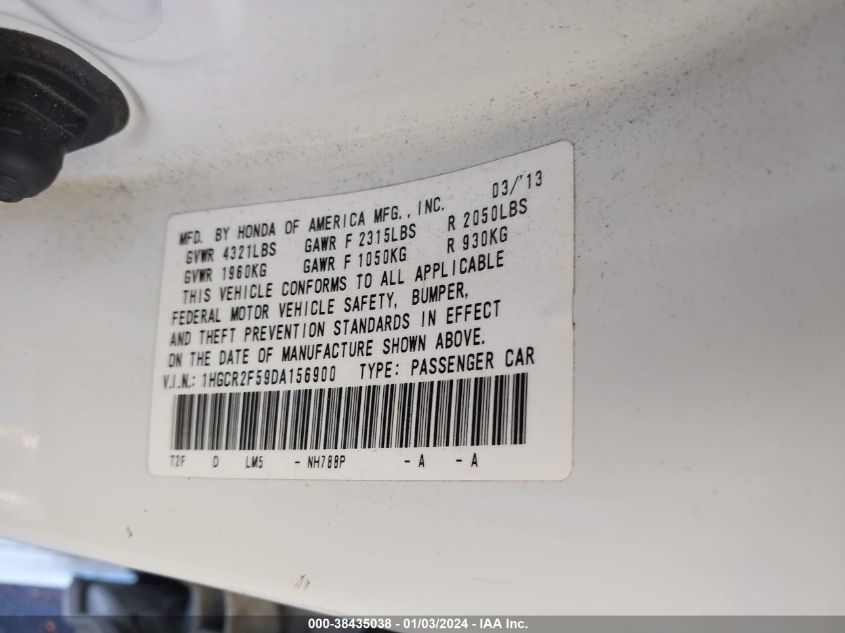 MFD. BY HONDA OF AMERICA MFG., INC. 03/'13
GVWR 4321LBS GAWR F 2315LBS R 2050LBS
GVWR 1960KG GAWR F 1050KG R 930KG
THIS VEHICLE CONFORMS TO ALL APPLICABLE
FEDERAL MOTOR VEHICLE SAFETY, BUMPER,
AND THEFT PREVENTION STANDARDS IN EFFECT
ON THE DATE OF MANUFACTURE SHOWN ABOVE.
V.I.N.: 1HGCR2F59DA156900 TYPE: PASSENGER CAR
T2F D LM5 - NH788P - A - A
000-38435038 - 01/03/2024 - IAA Inc.